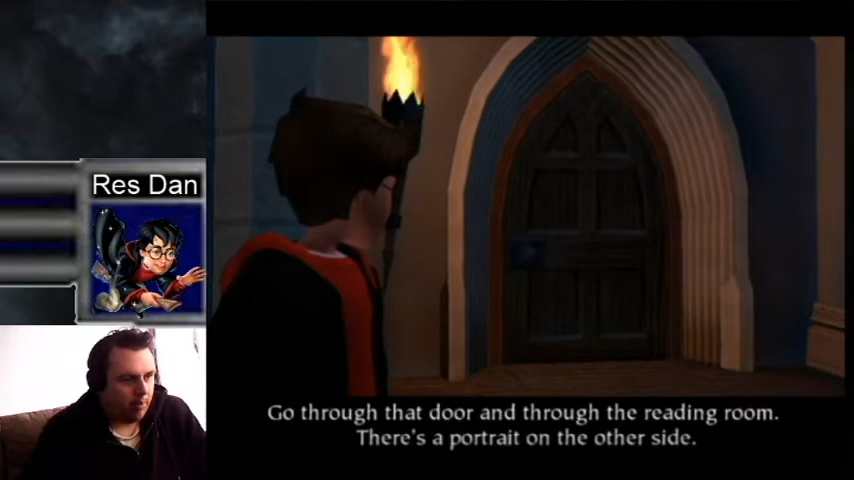 Res Dan
Go through that door and through the reading room.
There's a portrait on the other side.